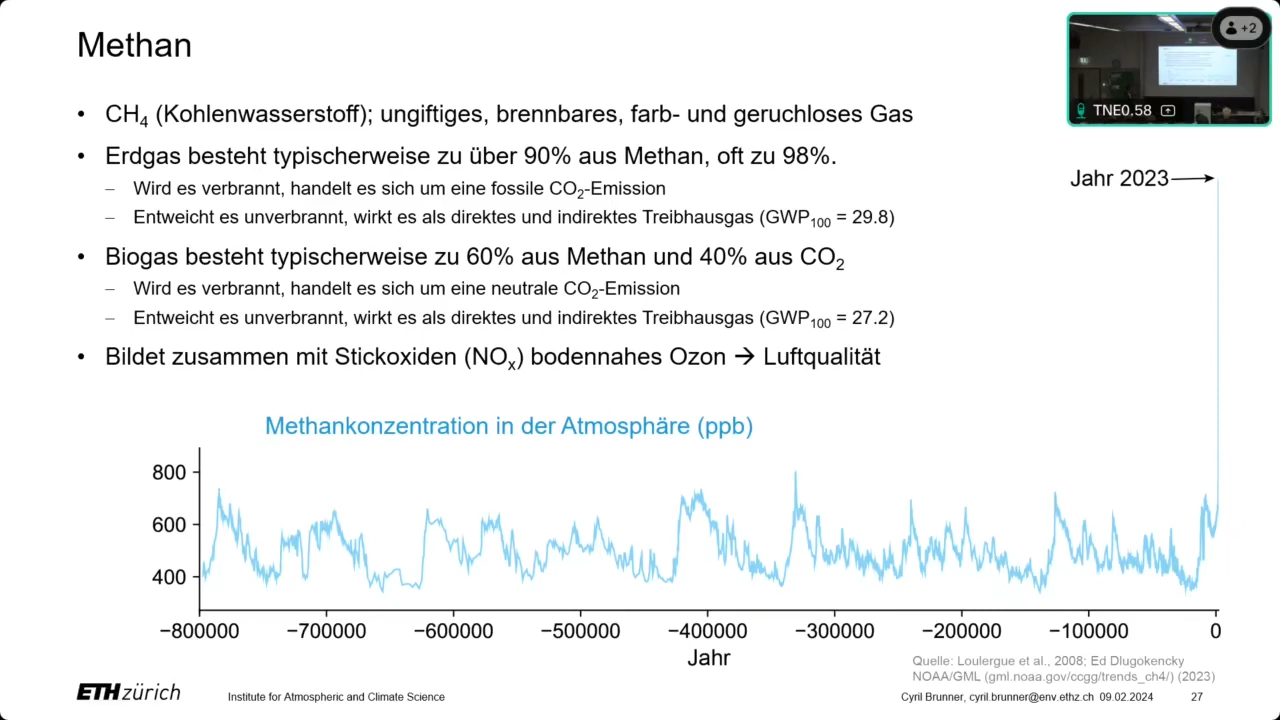 Methan
+2
TNE0.58
• CH₄ (Kohlenwasserstoff); ungiftiges, brennbares, farb- und geruchloses Gas
• Erdgas besteht typischerweise zu über 90% aus Methan, oft zu 98%.
– Wird es verbrannt, handelt es sich um eine fossile CO₂-Emission
– Entweicht es unverbrannt, wirkt es als direktes und indirektes Treibhausgas (GWP₁₀₀ = 29.8)
• Biogas besteht typischerweise zu 60% aus Methan und 40% aus CO₂
– Wird es verbrannt, handelt es sich um eine neutrale CO₂-Emission
– Entweicht es unverbrannt, wirkt es als direktes und indirektes Treibhausgas (GWP₁₀₀ = 27.2)
• Bildet zusammen mit Stickoxiden (NOₓ) bodennahes Ozon → Luftqualität
Jahr 2023
Methankonzentration in der Atmosphäre (ppb)
800
600
400
−800000 −700000 −600000 −500000 −400000 −300000 −200000 −100000 0
Jahr
Quelle: Loulergue et al., 2008; Ed Dlugokencky
NOAA/GML (gml.noaa.gov/ccgg/trends_ch4/) (2023)
ETH zürich
Institute for Atmospheric and Climate Science
Cyril Brunner, cyril.brunner@env.ethz.ch 09.02.2024 27